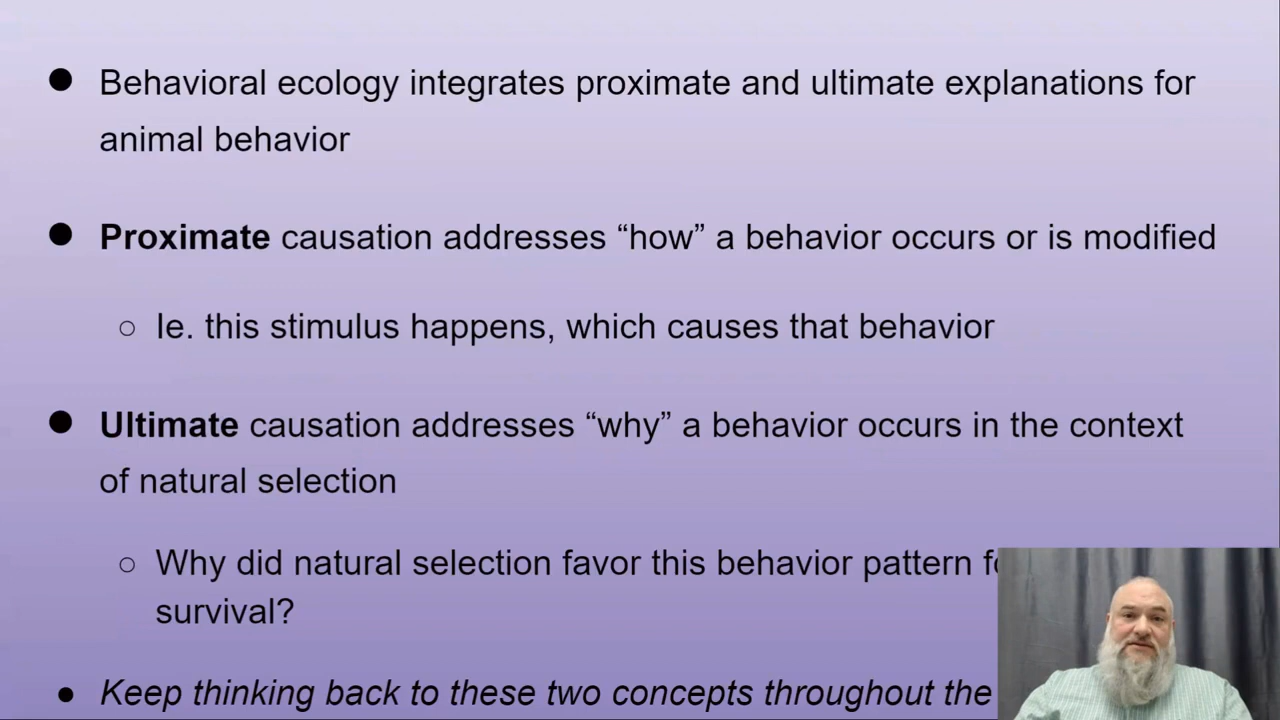 ● Behavioral ecology integrates proximate and ultimate explanations for
animal behavior
● Proximate causation addresses “how” a behavior occurs or is modified
○ Ie. this stimulus happens, which causes that behavior
● Ultimate causation addresses “why” a behavior occurs in the context
of natural selection
○ Why did natural selection favor this behavior pattern
survival?
● Keep thinking back to these two concepts throughout the